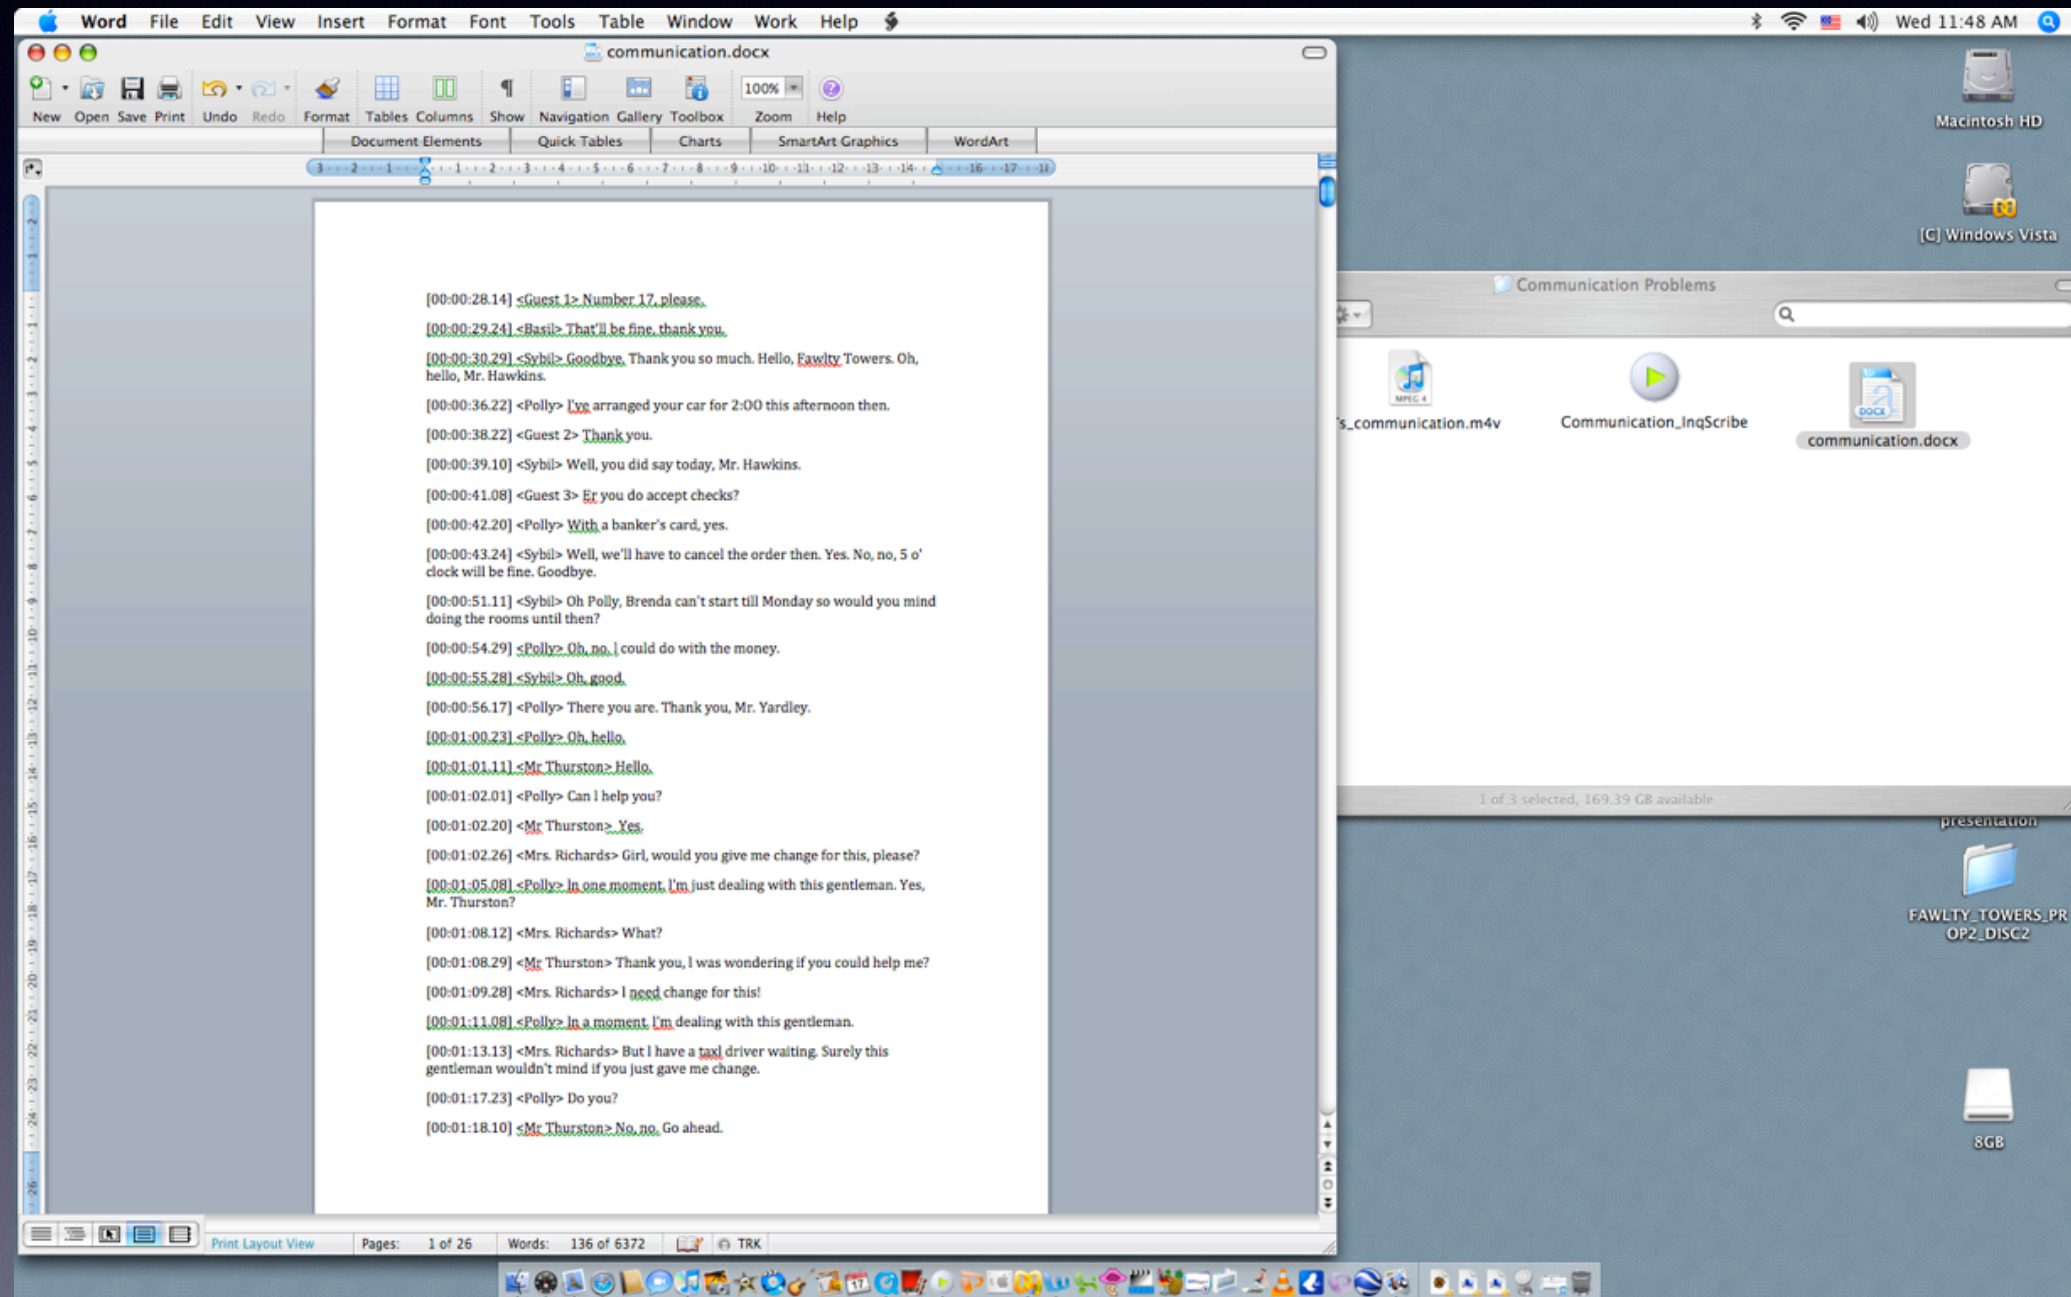 Word File Edit View Insert Format Font Tools Table Window Work Help
Wed 11:48 AM
communication.docx
100%
New Open Save Print Undo Redo Format Tables Columns Show Navigation Gallery Toolbox Zoom Help
Document Elements Quick Tables Charts SmartArt Graphics WordArt
[00:00:28.14] <Guest 1> Number 17, please.
[00:00:29.24] <Basil> That'll be fine, thank you.
[00:00:30.29] <Sybil> Goodbye. Thank you so much. Hello, Fawlty Towers. Oh,
hello, Mr. Hawkins.
[00:00:36.22] <Polly> I've arranged your car for 2:00 this afternoon then.
[00:00:38.22] <Guest 2> Thank you.
[00:00:39.10] <Sybil> Well, you did say today, Mr. Hawkins.
[00:00:41.08] <Guest 3> Er you do accept checks?
[00:00:42.20] <Polly> With a banker's card, yes.
[00:00:43.24] <Sybil> Well, we'll have to cancel the order then. Yes. No, no, 5 o'
clock will be fine. Goodbye.
[00:00:51.11] <Sybil> Oh Polly, Brenda can't start till Monday so would you mind
doing the rooms until then?
[00:00:54.29] <Polly> Oh, no, I could do with the money.
[00:00:55.28] <Sybil> Oh, good.
[00:00:56.17] <Polly> There you are. Thank you, Mr. Yardley.
[00:01:00.23] <Polly> Oh, hello.
[00:01:01.11] <Mr Thurston> Hello.
[00:01:02.01] <Polly> Can I help you?
[00:01:02.20] <Mr Thurston> Yes.
[00:01:02.26] <Mrs. Richards> Girl, would you give me change for this, please?
[00:01:05.08] <Polly> In one moment. I'm just dealing with this gentleman. Yes,
Mr. Thurston?
[00:01:08.12] <Mrs. Richards> What?
[00:01:08.29] <Mr Thurston> Thank you, I was wondering if you could help me?
[00:01:09.28] <Mrs. Richards> I need change for this!
[00:01:11.08] <Polly> In a moment. I'm dealing with this gentleman.
[00:01:13.13] <Mrs. Richards> But I have a taxl driver waiting. Surely this
gentleman wouldn't mind if you just gave me change.
[00:01:17.23] <Polly> Do you?
[00:01:18.10] <Mr Thurston> No, no. Go ahead.
Print Layout View Pages: 1 of 26 Words: 136 of 6372 TRK
Macintosh HD
[C] Windows Vista
Communication Problems
MPEG 4
DOCX
s_communication.m4v
Communication_InqScribe
communication.docx
1 of 3 selected, 169.39 GB available
presentation
FAWLTY_TOWERS_PR
OP2_DISC2
8GB
17